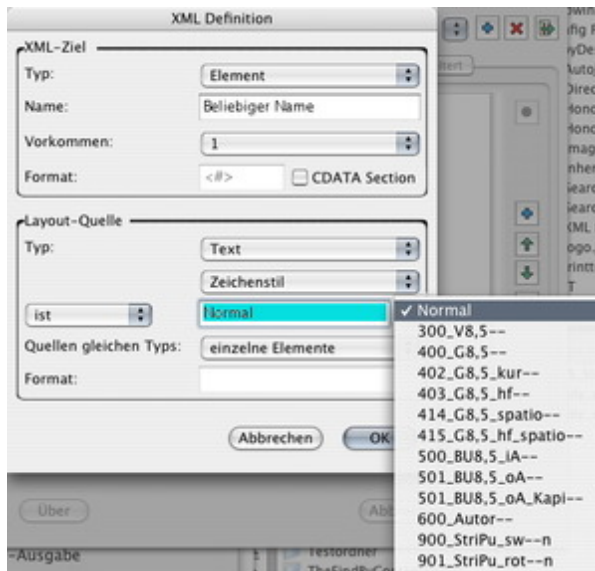 XML Definition
XML-Ziel
Typ: Element
Name: Beliebiger Name
Vorkommen: 1
Format: <#> CDATA Section
Layout-Quelle
Typ: Text
Zeichenstil
ist Normal
Quellen gleichen Typs: einzelne Elemente
Format:
Abbrechen OK
✓ Normal
300_V8,5--
400_G8,5--
402_G8,5_kur--
403_G8,5_hf--
414_G8,5_spatio--
415_G8,5_hf_spatio--
500_BU8,5_iA--
501_BU8,5_oA--
501_BU8,5_oA_Kapi--
600_Autor--
900_StriPu_sw--n
901_StriPu_rot--n
Über
-Ausgabe
Testordner